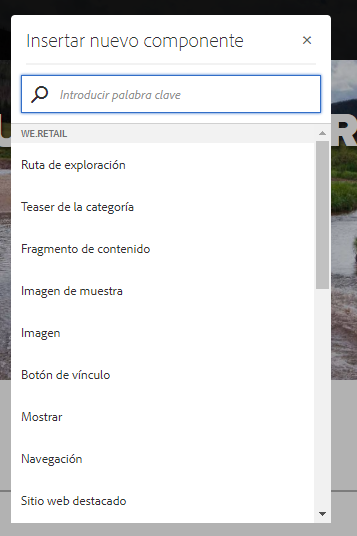 Insertar nuevo componente
Introducir palabra clave
WE.RETAIL
Ruta de exploración
Teaser de la categoría
Fragmento de contenido
Imagen de muestra
Imagen
Botón de vínculo
Mostrar
Navegación
Sitio web destacado